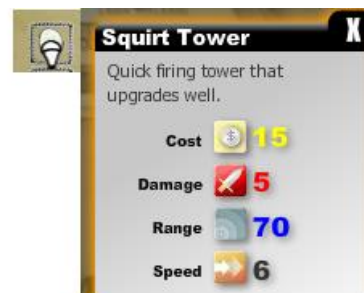 Squirt Tower X
Quick firing tower that
upgrades well.
Cost $ 15
Damage 5
Range 70
Speed 6